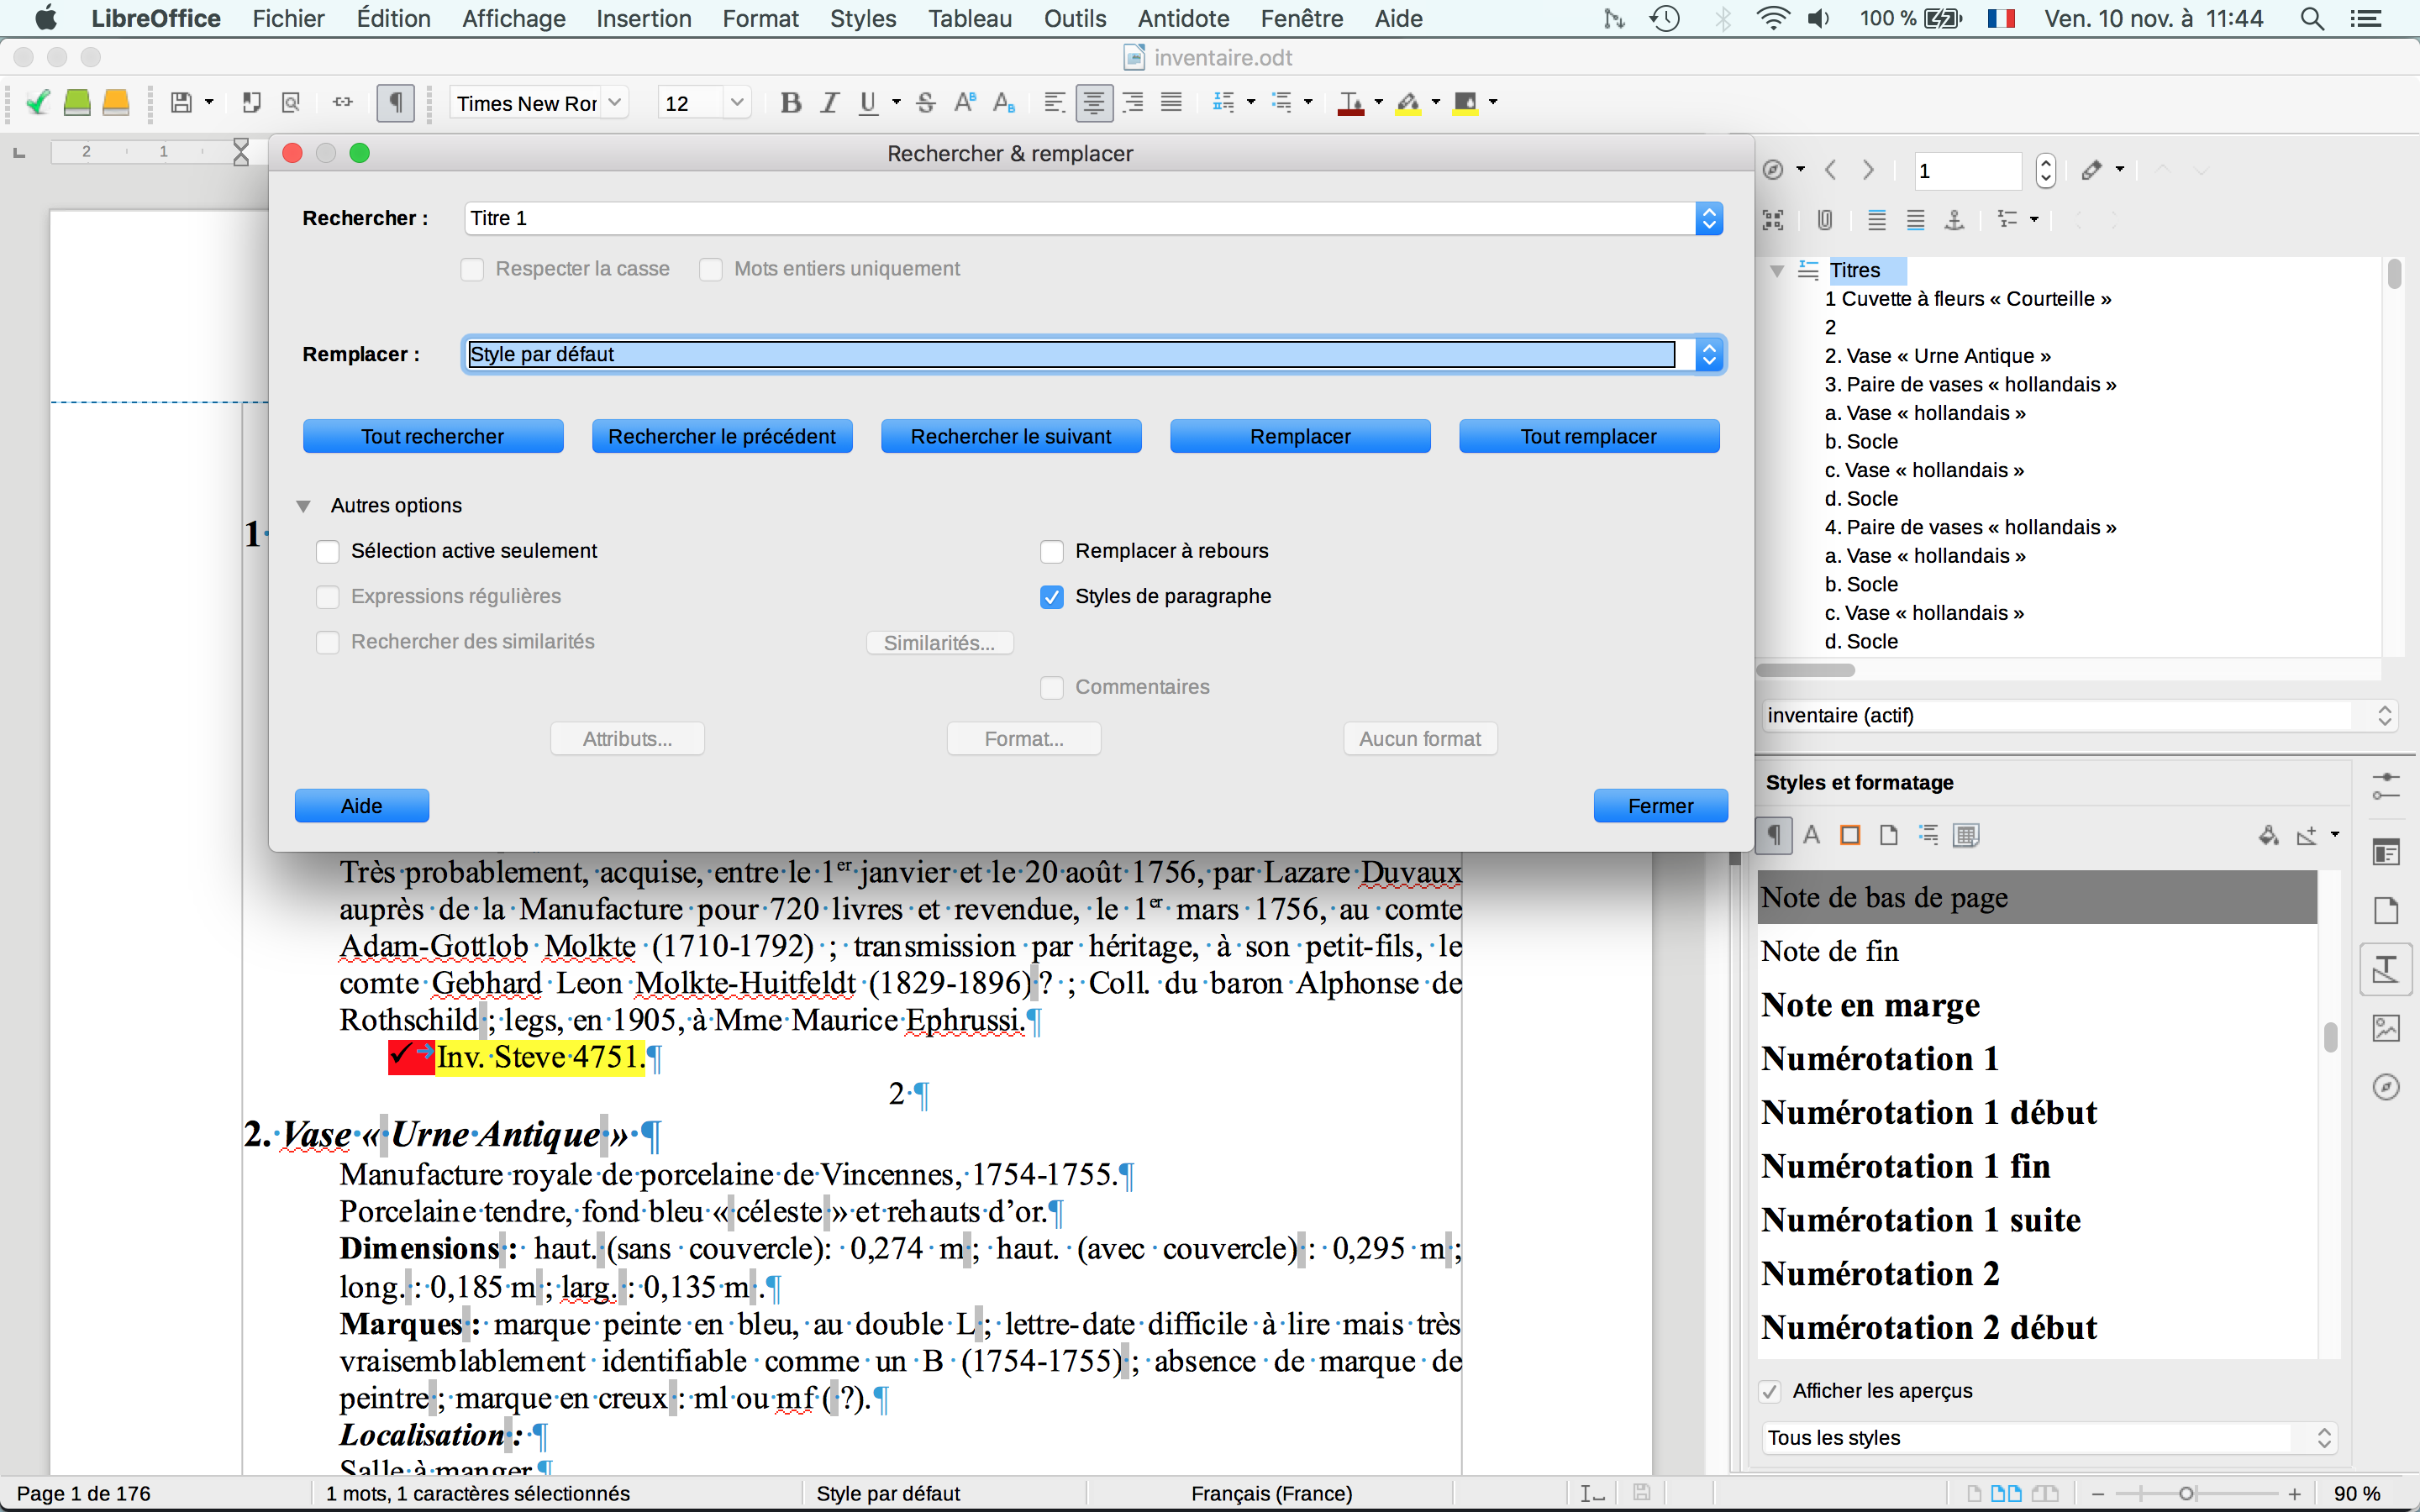 LibreOffice Fichier Édition Affichage Insertion Format Styles Tableau Outils Antidote Fenêtre Aide 100 % Ven. 10 nov. à 11:44
inventaire.odt
Times New Ror 12
2 1
Rechercher & remplacer
Rechercher : Titre 1
Respecter la casse Mots entiers uniquement
Remplacer : Style par défaut
Tout rechercher Rechercher le précédent Rechercher le suivant Remplacer Tout remplacer
Autres options
Sélection active seulement Remplacer à rebours
Expressions régulières Styles de paragraphe
Rechercher des similarités Similarités...
Commentaires
Attributs... Format... Aucun format
Aide Fermer
1
Titres
1 Cuvette à fleurs « Courteille »
2
2. Vase « Urne Antique »
3. Paire de vases « hollandais »
a. Vase « hollandais »
b. Socle
c. Vase « hollandais »
d. Socle
4. Paire de vases « hollandais »
a. Vase « hollandais »
b. Socle
c. Vase « hollandais »
d. Socle
inventaire (actif)
Styles et formatage
Note de bas de page
Note de fin
Note en marge
Numérotation 1
Numérotation 1 début
Numérotation 1 fin
Numérotation 1 suite
Numérotation 2
Numérotation 2 début
Afficher les aperçus
Tous les styles
1
Très probablement, acquise, entre le 1er janvier et le 20 août 1756, par Lazare Duvaux
auprès de la Manufacture pour 720 livres et revendue, le 1er mars 1756, au comte
Adam-Gottlob Molkte (1710-1792) ; transmission par héritage, à son petit-fils, le
comte Gebhard Leon Molkte-Huitfeldt (1829-1896) ? ; Coll. du baron Alphonse de
Rothschild ; legs, en 1905, à Mme Maurice Ephrussi.¶
✓→Inv. Steve 4751.¶
2 ¶
2. Vase « Urne Antique » ¶
Manufacture royale de porcelaine de Vincennes, 1754-1755.¶
Porcelaine tendre, fond bleu « céleste » et rehauts d’or.¶
Dimensions : haut. (sans couvercle): 0,274 m ; haut. (avec couvercle) : 0,295 m ;
long. : 0,185 m ; larg. : 0,135 m .¶
Marques : marque peinte en bleu, au double L ; lettre-date difficile à lire mais très
vraisemblablement identifiable comme un B (1754-1755) ; absence de marque de
peintre ; marque en creux : ml ou mf ( ?).¶
Localisation : ¶
Salle à manger¶
Page 1 de 176 1 mots, 1 caractères sélectionnés Style par défaut Français (France) 90 %